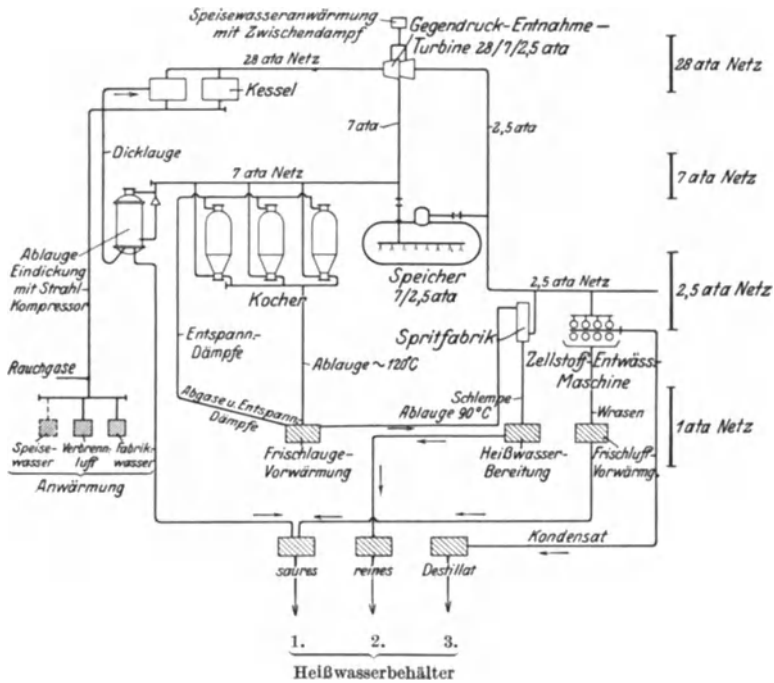 Speisewasseranwärmung
mit Zwischendampf
Gegendruck-Entnahme-
Turbine 28/7/2,5 ata
28 ata Netz
Kessel
28 ata Netz
7 ata
2,5 ata
Dicklauge
7 ata Netz
7 ata Netz
Ablauge
Eindickung
mit Strahl-
Kompressor
Kocher
Speicher
7/2,5 ata
2,5 ata Netz
2,5 ata Netz
Spritfabrik
Entspann.-
Dämpfe
Ablauge ~ 120°C
Zellstoff-Entwäss-
Maschine
Rauchgase
Abgase u. Entspann-
Dämpfe
Ablauge 90°C
Schlempe
Wrasen
1 ata Netz
Speise-
wasser
Verbrenn-
luft
Fabrik-
wasser
Anwärmung
Frischlauge-
Vorwärmung
Heißwasser-
Bereitung
Frischluft-
Vorwärmg.
Kondensat
saures
reines
Destillat
1. 2. 3.
Heißwasserbehälter